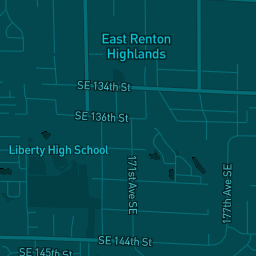 East Renton
Highlands
SE 134th St
SE 136th St
Liberty High School
171st Ave SE
177th Ave SE
SE 144th St
SE 145th St